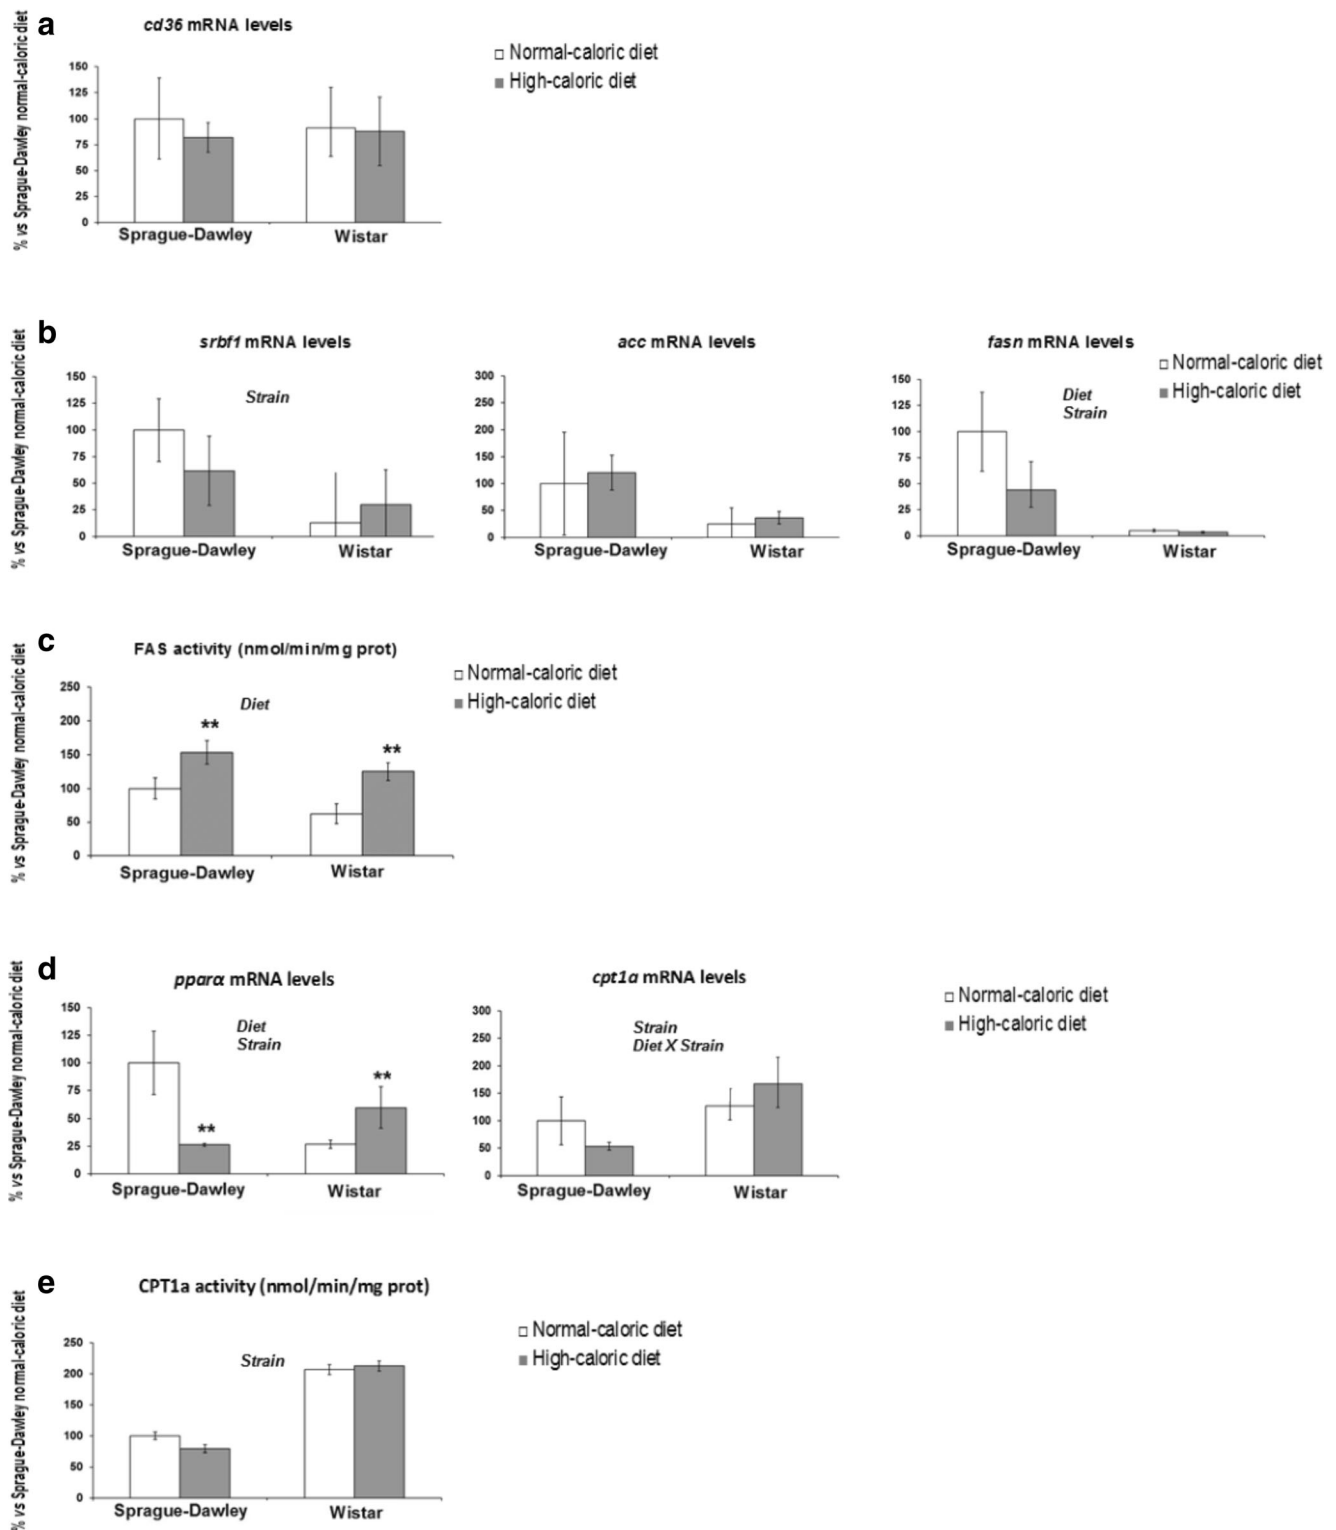 a
cd36 mRNA levels
% vs Sprague-Dawley normal-caloric diet
Normal-caloric diet
High-caloric diet
150
125
100
75
50
25
0
Sprague-Dawley
Wistar
b
% vs Sprague-Dawley normal-caloric diet
srbf1 mRNA levels
Strain
150
125
100
75
50
25
0
Sprague-Dawley
Wistar
acc mRNA levels
300
250
200
150
100
50
0
Sprague-Dawley
Wistar
fasn mRNA levels
Diet
Strain
150
125
100
75
50
25
0
Sprague-Dawley
Wistar
Normal-caloric diet
High-caloric diet
c
% vs Sprague-Dawley normal-caloric diet
FAS activity (nmol/min/mg prot)
Normal-caloric diet
High-caloric diet
Diet
250
200
150
100
50
0
**
**
Sprague-Dawley
Wistar
d
% vs Sprague-Dawley normal-caloric diet
pparα mRNA levels
Diet
Strain
150
125
100
75
50
25
0
**
**
Sprague-Dawley
Wistar
cpt1a mRNA levels
Strain
Diet X Strain
300
250
200
150
100
50
0
Sprague-Dawley
Wistar
Normal-caloric diet
High-caloric diet
e
% vs Sprague-Dawley normal-caloric diet
CPT1a activity (nmol/min/mg prot)
Normal-caloric diet
High-caloric diet
Strain
250
200
150
100
50
0
Sprague-Dawley
Wistar